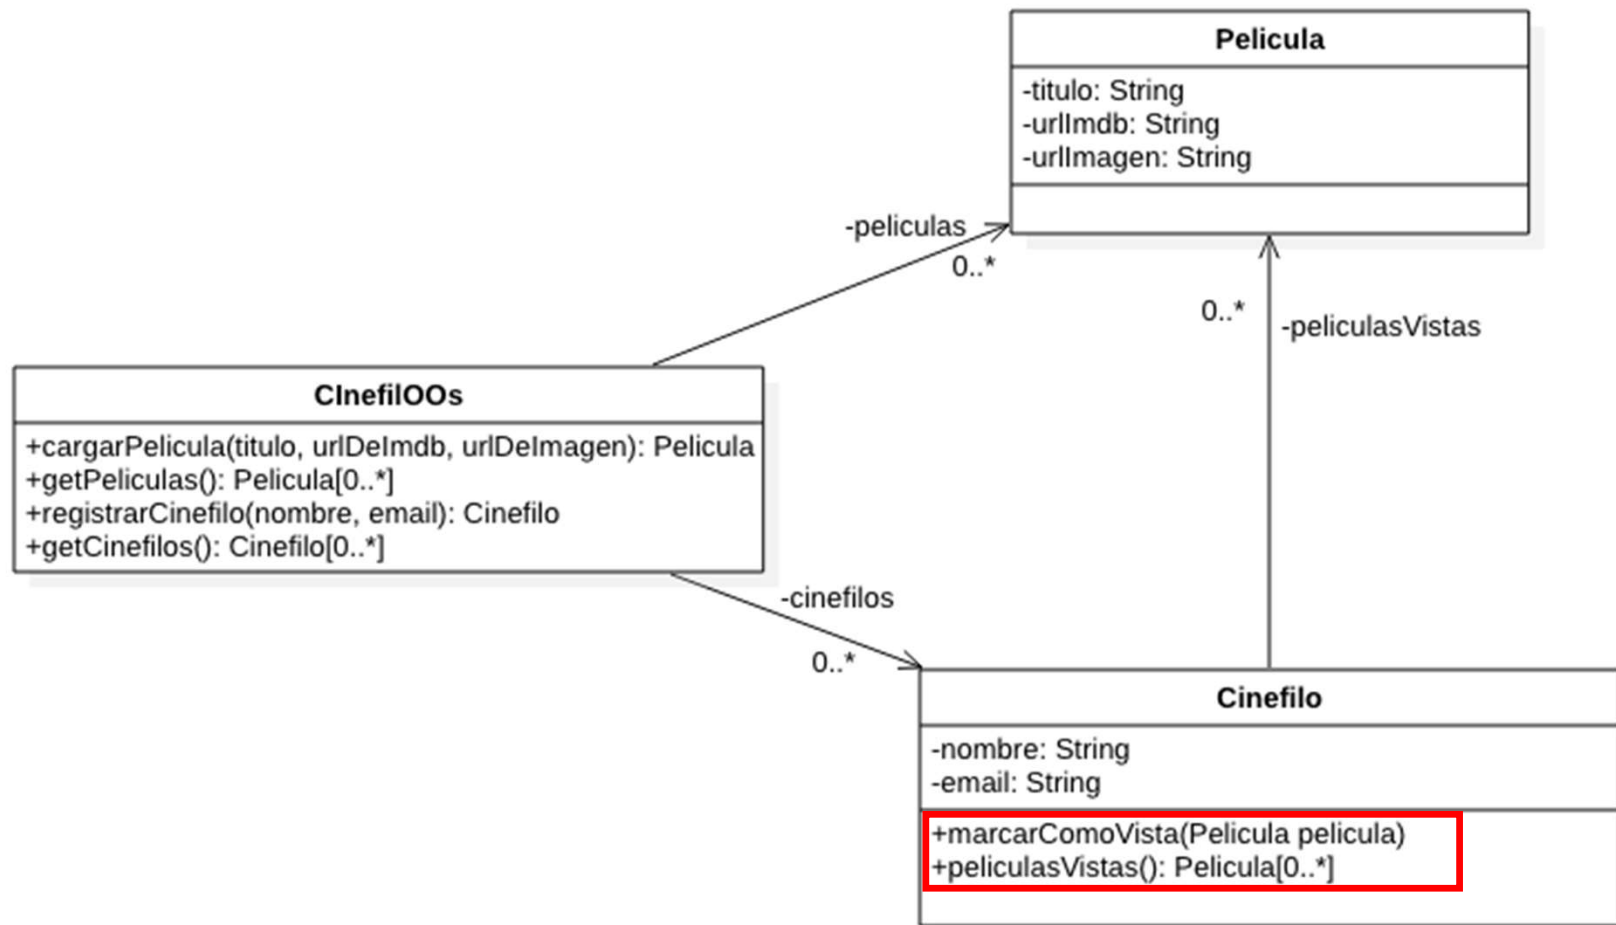 Pelicula
-titulo: String
-urlImdb: String
-urlImagen: String
-peliculas
0..*
0..*
-peliculasVistas
CInefilOOs
+cargarPelicula(titulo, urlDeImdb, urlDeImagen): Pelicula
+getPeliculas(): Pelicula[0..*]
+registrarCinefilo(nombre, email): Cinefilo
+getCinefilos(): Cinefilo[0..*]
-cinefilos
0..*
Cinefilo
-nombre: String
-email: String
+marcarComoVista(Pelicula pelicula)
+peliculasVistas(): Pelicula[0..*]